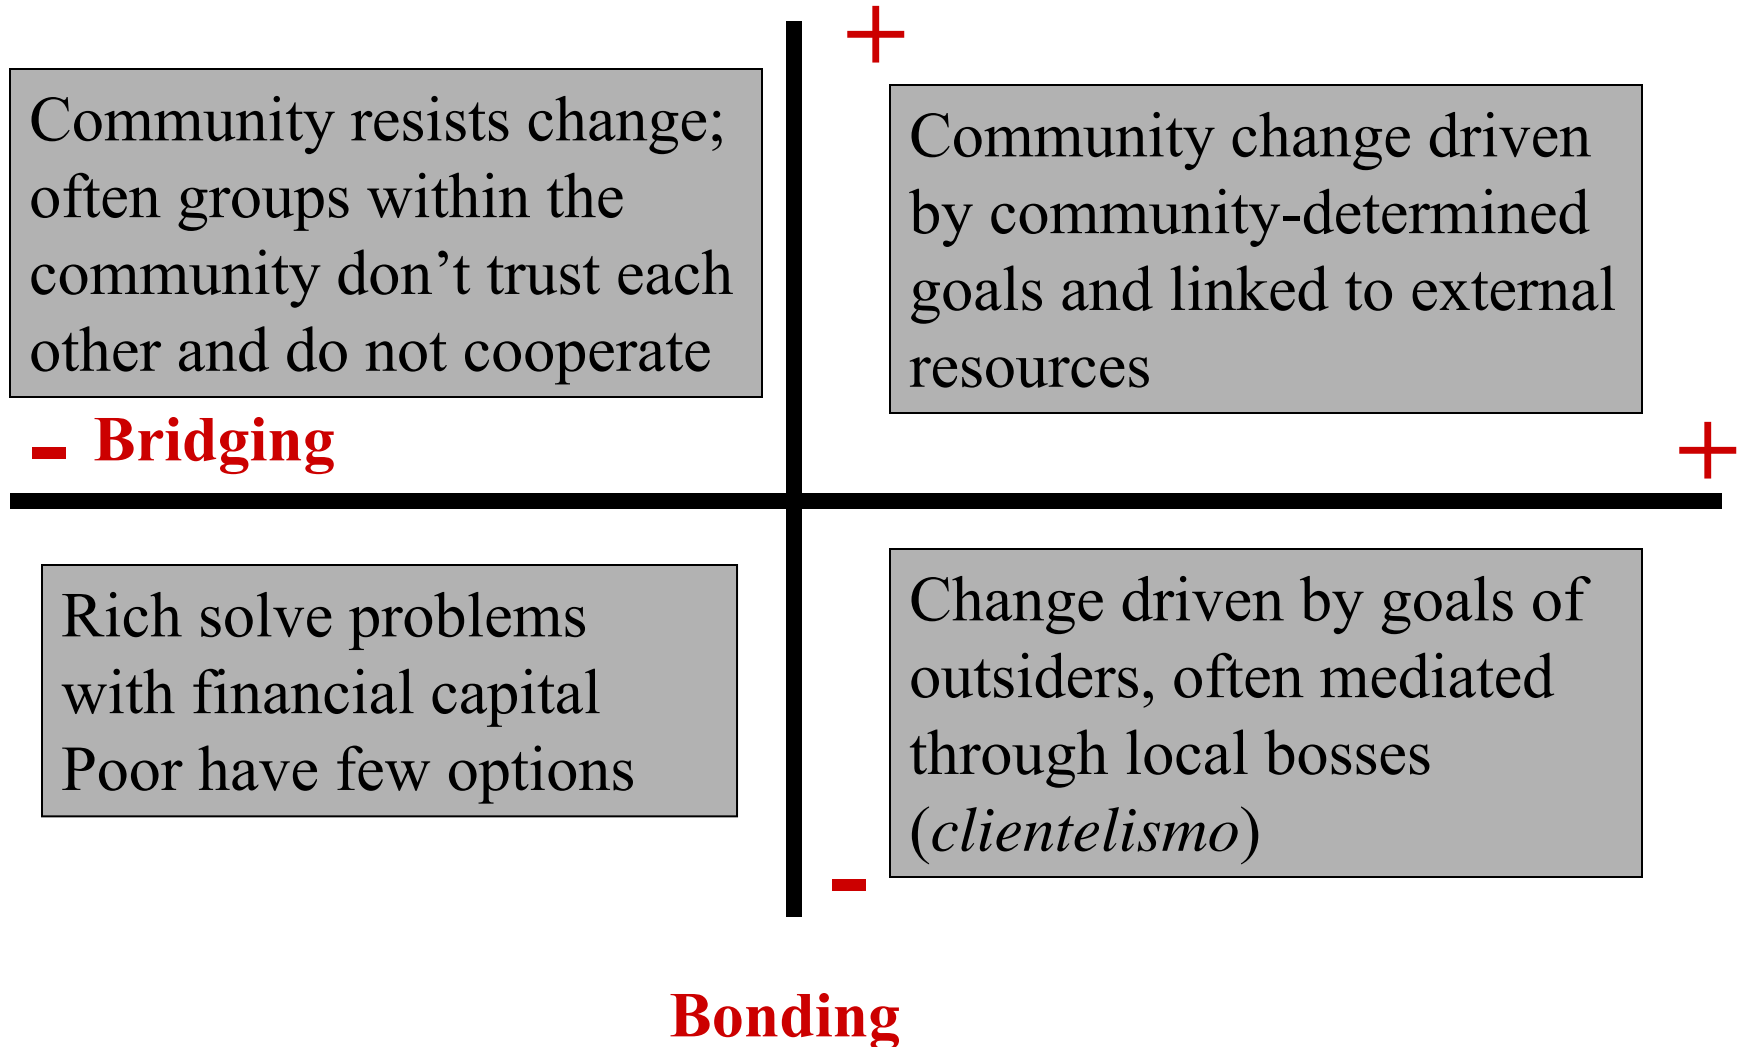 +
Community resists change;
often groups within the
community don’t trust each
other and do not cooperate
Community change driven
by community-determined
goals and linked to external
resources
- Bridging
+
Rich solve problems
with financial capital
Poor have few options
Change driven by goals of
outsiders, often mediated
through local bosses
(clientelismo)
-
Bonding